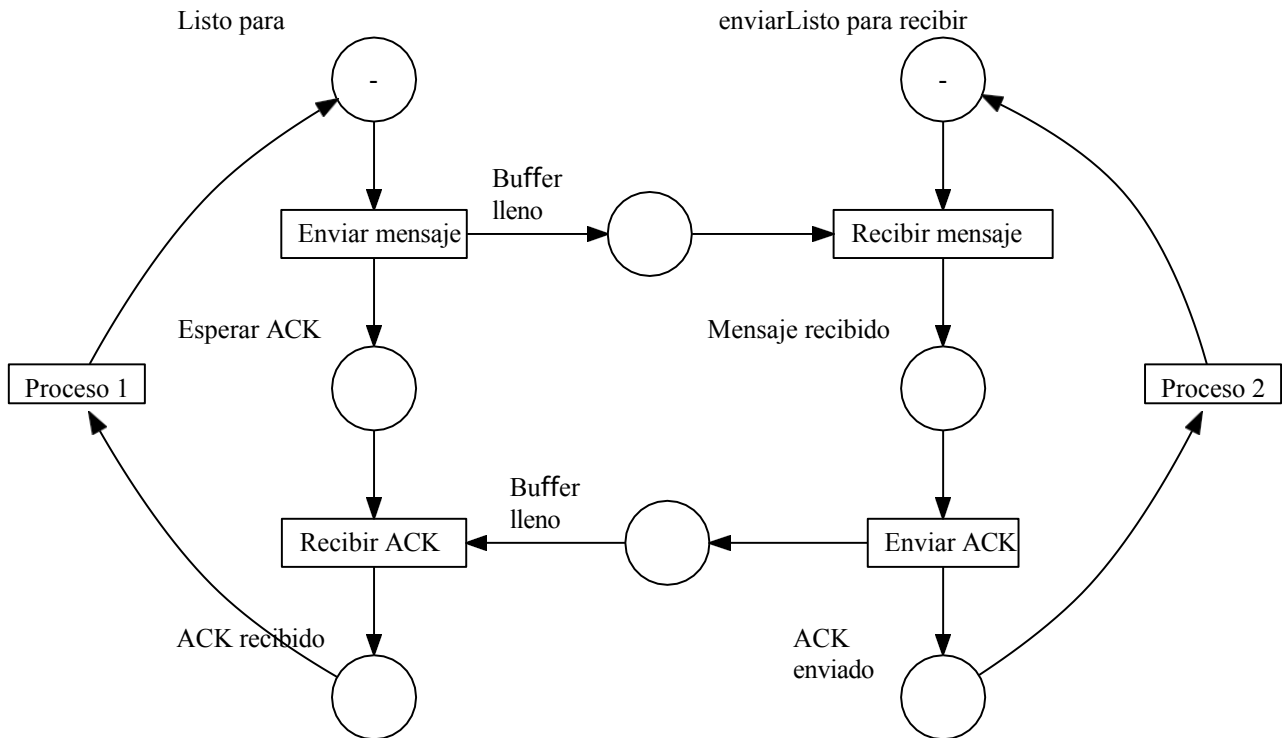 Listo para
enviarListo para recibir
-
-
Buffer
lleno
Enviar mensaje
Recibir mensaje
Esperar ACK
Mensaje recibido
Proceso 1
Proceso 2
Buffer
lleno
Recibir ACK
Enviar ACK
ACK recibido
ACK
enviado